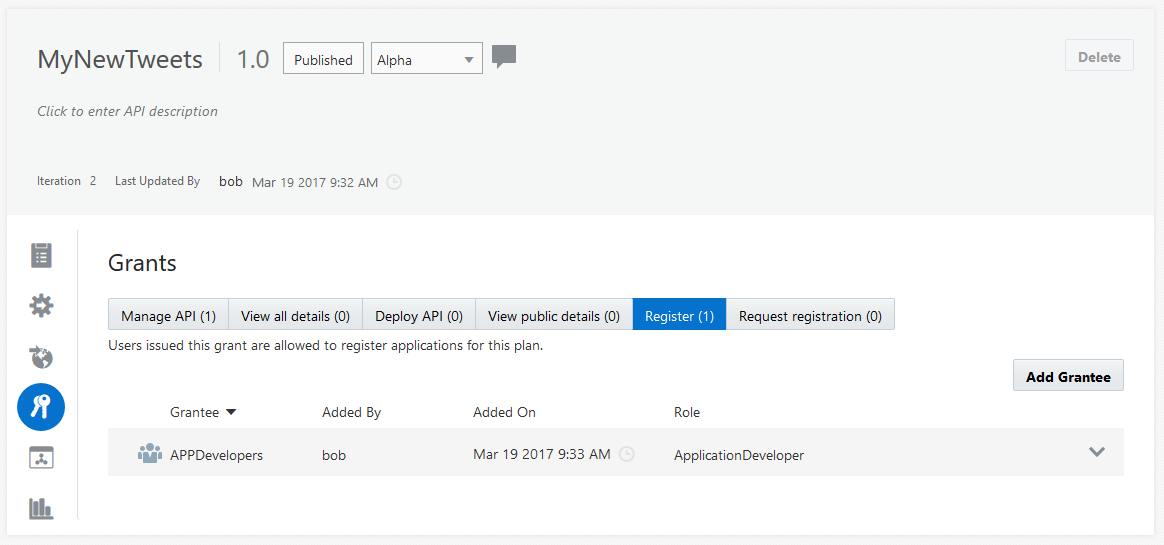 MyNewTweets 1.0 Published Alpha Delete
Click to enter API description
Iteration 2 Last Updated By bob Mar 19 2017 9:32 AM
Grants
Manage API (1) View all details (0) Deploy API (0) View public details (0) Register (1) Request registration (0)
Users issued this grant are allowed to register applications for this plan.
Add Grantee
Grantee Added By Added On Role
APPDevelopers bob Mar 19 2017 9:33 AM ApplicationDeveloper